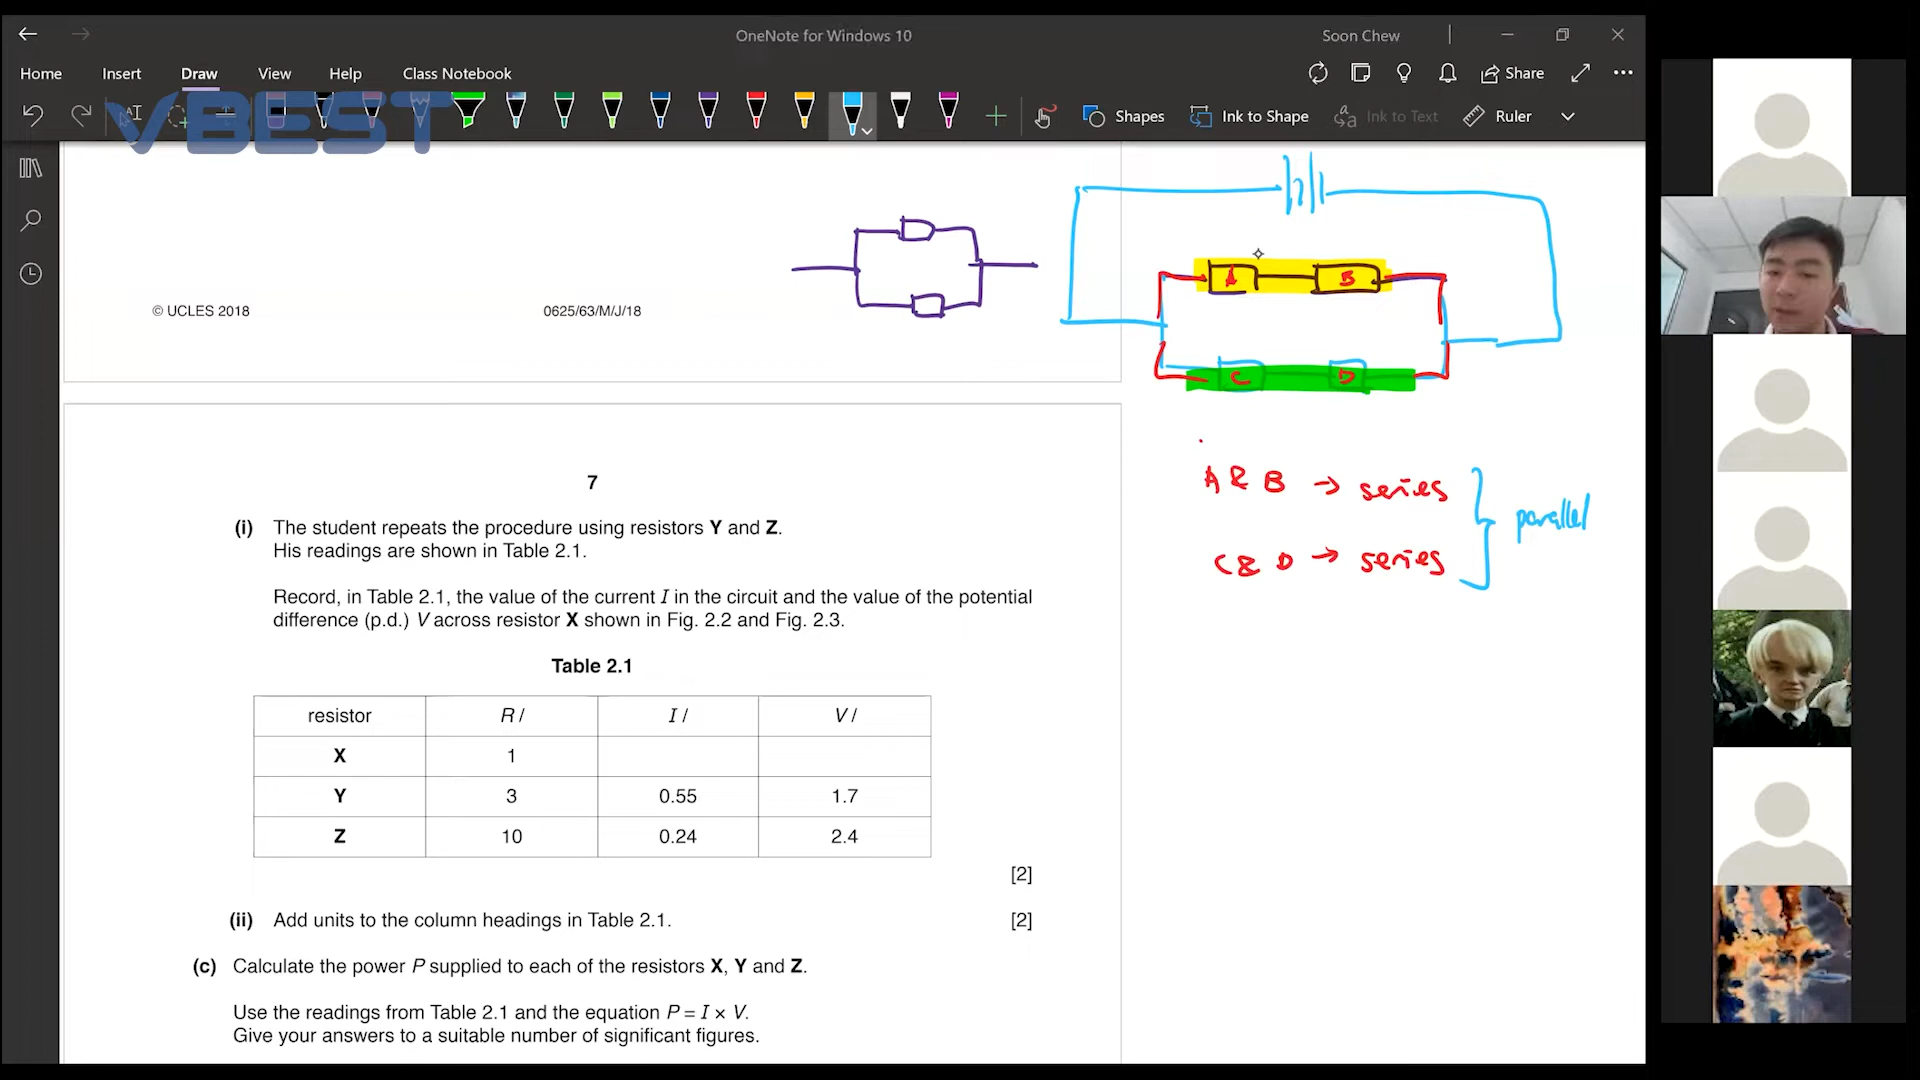 OneNote for Windows 10
Soon Chew
Home Insert Draw View Help Class Notebook
Share
VBEST
Shapes Ink to Shape Ink to Text Ruler
© UCLES 2018
0625/63/M/J/18
A B
C D
A & B → series
C & D → series
parallel
7
(i) The student repeats the procedure using resistors Y and Z.
His readings are shown in Table 2.1.
Record, in Table 2.1, the value of the current I in the circuit and the value of the potential
difference (p.d.) V across resistor X shown in Fig. 2.2 and Fig. 2.3.
Table 2.1
resistor R / I / V /
X 1
Y 3 0.55 1.7
Z 10 0.24 2.4
[2]
(ii) Add units to the column headings in Table 2.1. [2]
(c) Calculate the power P supplied to each of the resistors X, Y and Z.
Use the readings from Table 2.1 and the equation P = I × V.
Give your answers to a suitable number of significant figures.